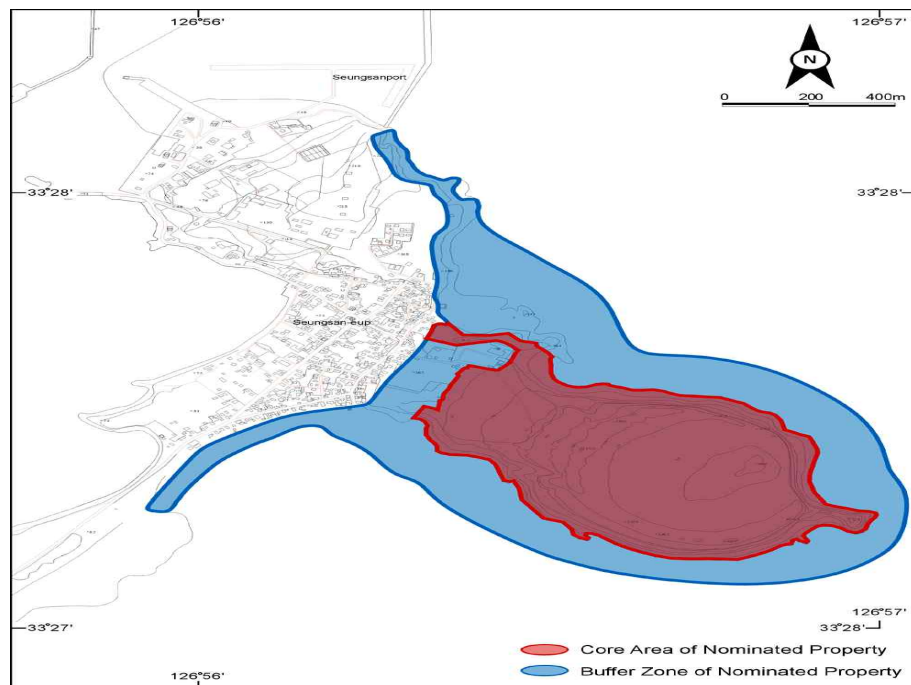 126°56'
126°57'
Seungsanport
N
0 200 400m
33°28'
33°28'
Seungsan-eup
126°57'
33°27'
33°28'
Core Area of Nominated Property
Buffer Zone of Nominated Property
126°56'